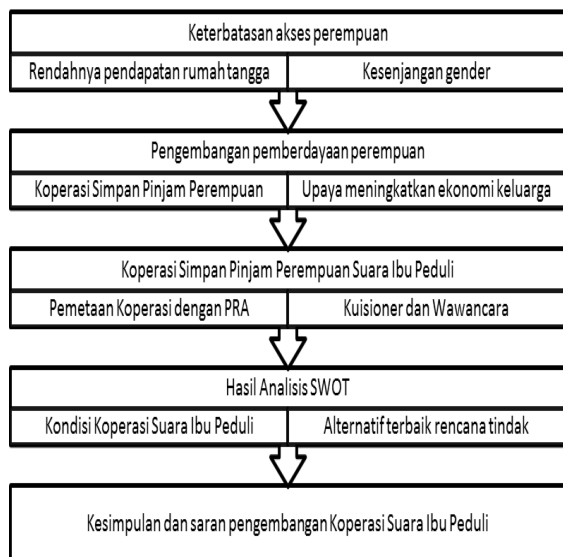 Keterbatasan akses perempuan
Rendahnya pendapatan rumah tangga
Kesenjangan gender
Pengembangan pemberdayaan perempuan
Koperasi Simpan Pinjam Perempuan
Upaya meningkatkan ekonomi keluarga
Koperasi Simpan Pinjam Perempuan Suara Ibu Peduli
Pemetaan Koperasi dengan PRA
Kuisioner dan Wawancara
Hasil Analisis SWOT
Kondisi Koperasi Suara Ibu Peduli
Alternatif terbaik rencana tindak
Kesimpulan dan saran pengembangan Koperasi Suara Ibu Peduli